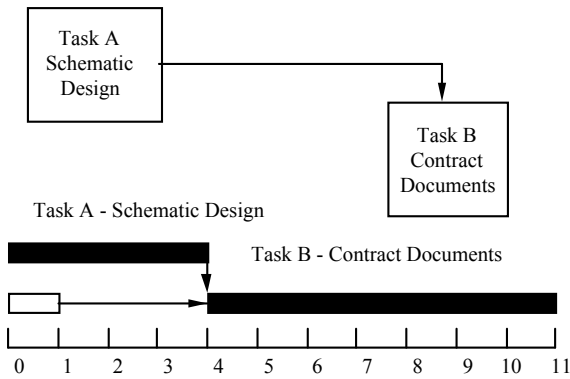 Task A
Schematic
Design
Task B
Contract
Documents
Task A - Schematic Design
Task B - Contract Documents
0 1 2 3 4 5 6 7 8 9 10 11